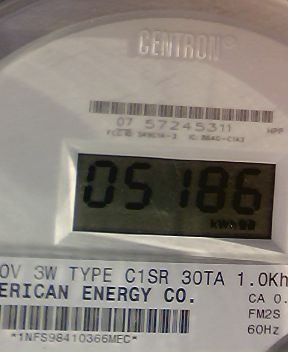 CENTRON®
07 57245311 HPP
05186
0V 3W TYPE C1SR 30TA 1.0Kh
ERICAN ENERGY CO. CA 0.
FM2S
60Hz
*1NFS98410366MEC*